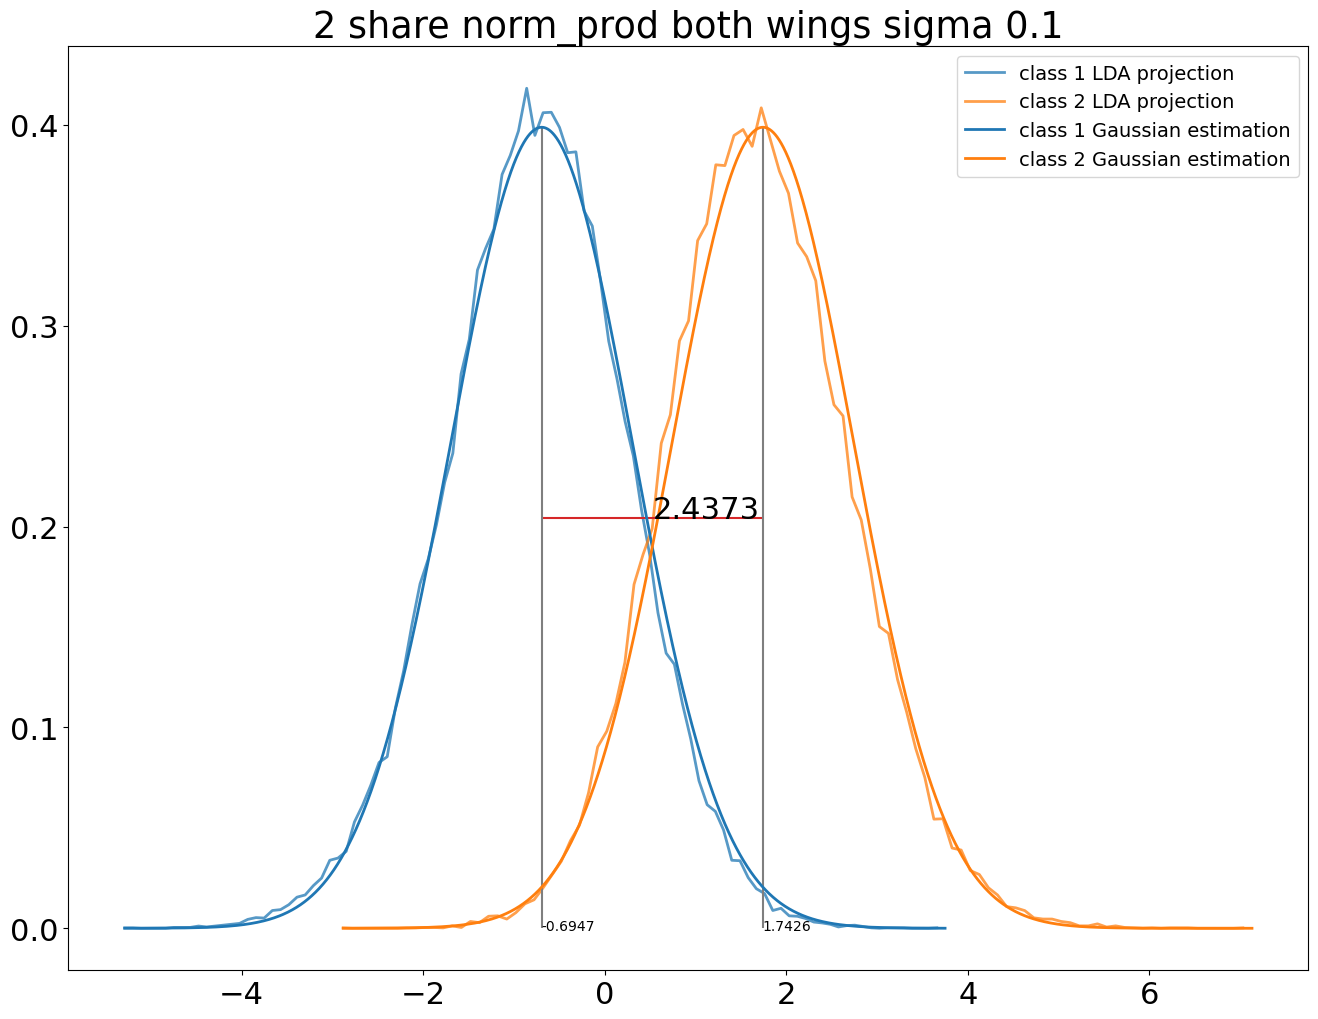 2 share norm_prod both wings sigma 0.1
class 1 LDA projection
class 2 LDA projection
class 1 Gaussian estimation
class 2 Gaussian estimation
0.4
0.3
0.2
0.1
0.0
2.4373
-0.6947
1.7426
−4
−2
0
2
4
6